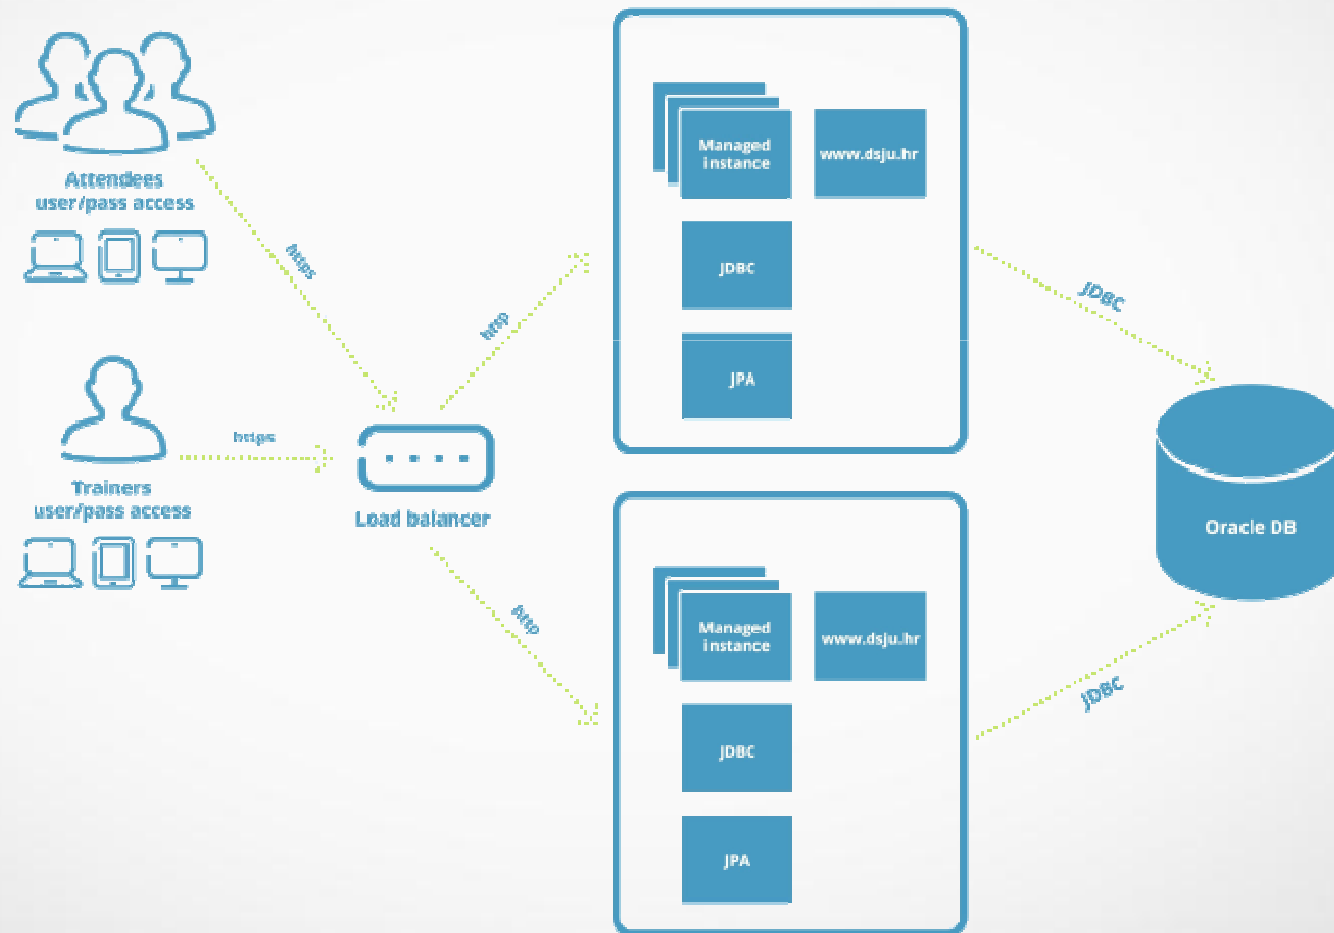 Attendees
user/pass access
https
Trainers
user/pass access
https
Load balancer
http
http
Managed
instance
www.dsju.hr
JDBC
JPA
Managed
instance
www.dsju.hr
JDBC
JPA
JDBC
JDBC
Oracle DB